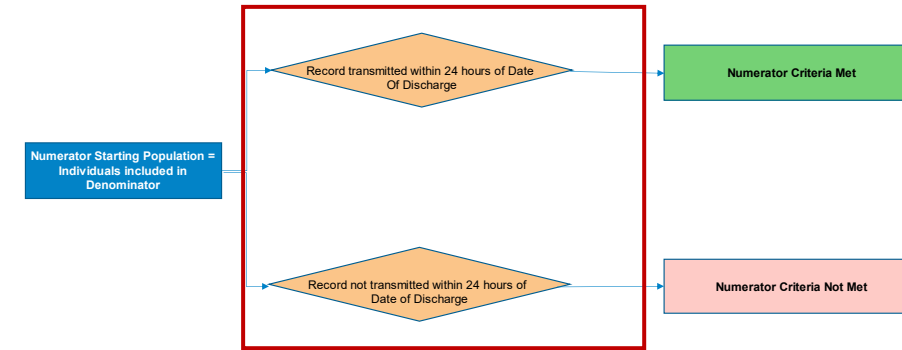 Record transmitted within 24 hours of Date
Of Discharge
Numerator Criteria Met
Numerator Starting Population =
Individuals included in
Denominator
Record not transmitted within 24 hours of
Date of Discharge
Numerator Criteria Not Met